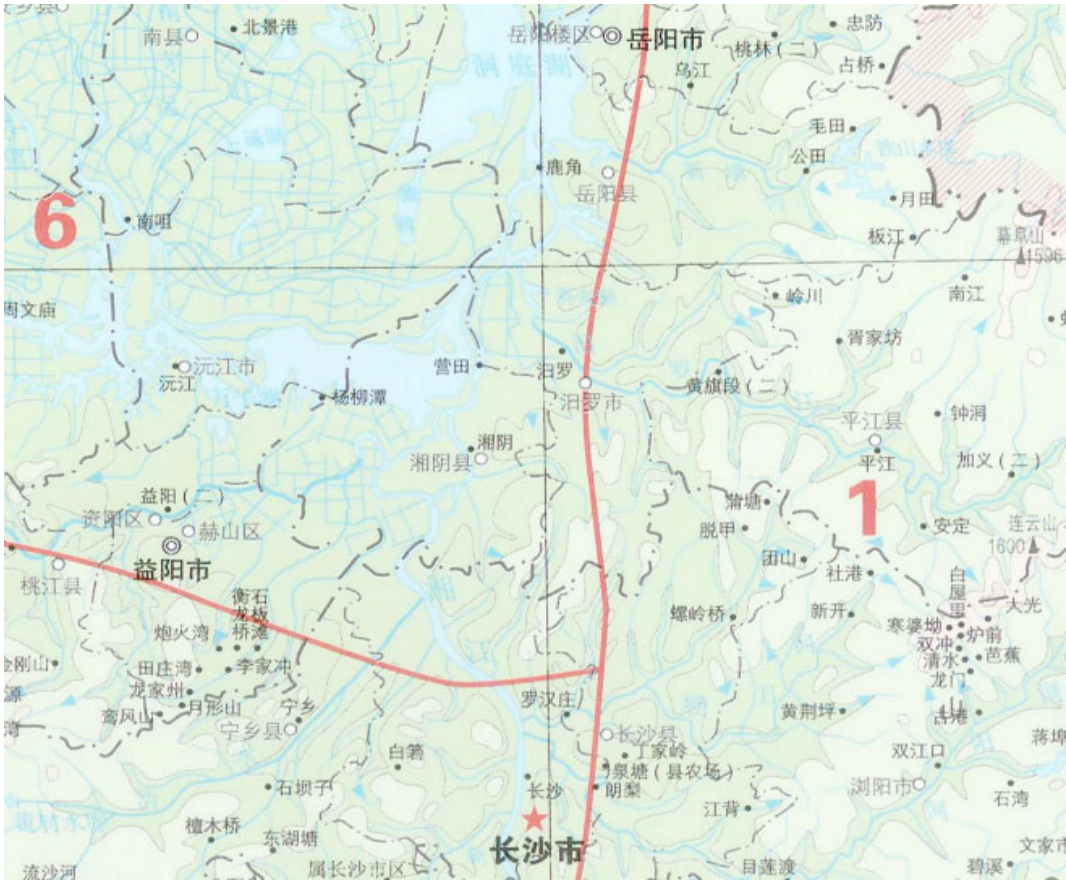 南县
北景港
岳阳楼区
岳阳市
忠防
桃林(二)
占桥
洞庭湖
乌江
毛田
公田
鹿角
岳阳县
月田
6
南咀
板江
幕阜山
1596
南江
周文庙
岭川
胥家坊
沅江市
沅江
营田
汨罗
汨罗市
黄旗段(二)
杨柳潭
平江县
平江
钟洞
湘阴
湘阴县
加义(二)
益阳(二)
资阳区
赫山区
益阳市
蒲塘
脱甲
1
安定
连云山
1600
桃江县
团山
社港
白屋里
大光
衡龙桥
石板滩
炮火湾
螺岭桥
新开
寒婆坳
炉前
双冲
芭蕉
清水
龙门
金刚山
田庄湾
李家冲
龙家州
月形山
鸾风山
宁乡
宁乡县
湘
江
罗汉庄
长沙县
丁家岭
泉塘(县农场)
朗梨
黄荆坪
古港
双江口
蒋埠
白箬
长沙
石坝子
浏阳市
石湾
江背
长沙市
檀木桥
东湖塘
属长沙市区
流沙河
目莲渡
碧溪
文家市